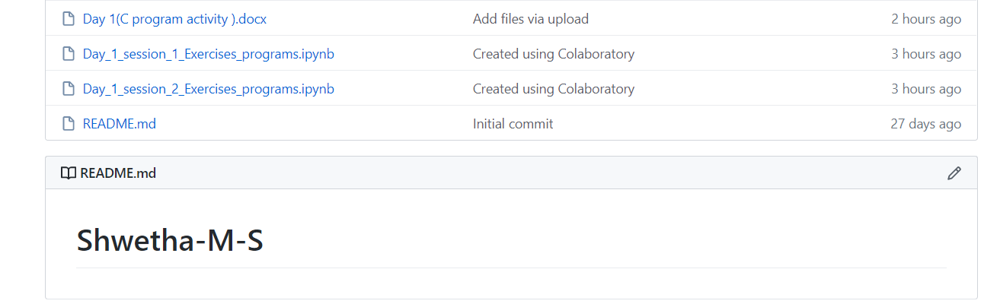 Day 1(C program activity ).docx Add files via upload 2 hours ago
Day_1_session_1_Exercises_programs.ipynb Created using Colaboratory 3 hours ago
Day_1_session_2_Exercises_programs.ipynb Created using Colaboratory 3 hours ago
README.md Initial commit 27 days ago
README.md
Shwetha-M-S